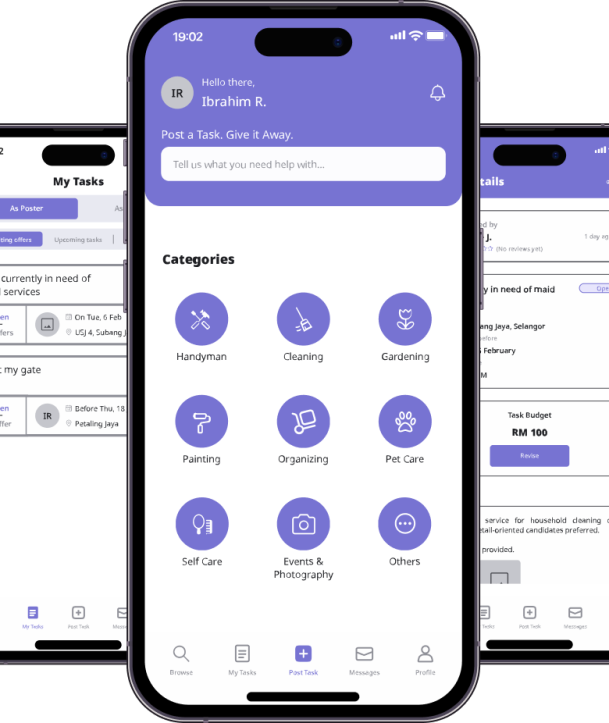 19:02
IR
Hello there,
Ibrahim R.
Post a Task. Give it Away.
Tell us what you need help with...
Categories
Handyman
Cleaning
Gardening
Painting
Organizing
Pet Care
Self Care
Events &
Photography
Others
Browse
My Tasks
Post Task
Messages
Profile
2
My Tasks
As Poster
As
ting offers
Upcoming tasks
currently in need of
services
en
fers
On Tue, 6 Feb
USJ 4, Subang J
my gate
en
ffer
IR
Before Thu, 18
Petaling Jaya
My Tasks
Post Task
Messa
tails
ed by
J.
(No reviews yet)
1 day ag
y in need of maid
Ope
ang Jaya, Selangor
efore
February
M
Task Budget
RM 100
Revise
service for household cleaning
etail-oriented candidates preferred.
provided.
Tasks
Post Task
Messages